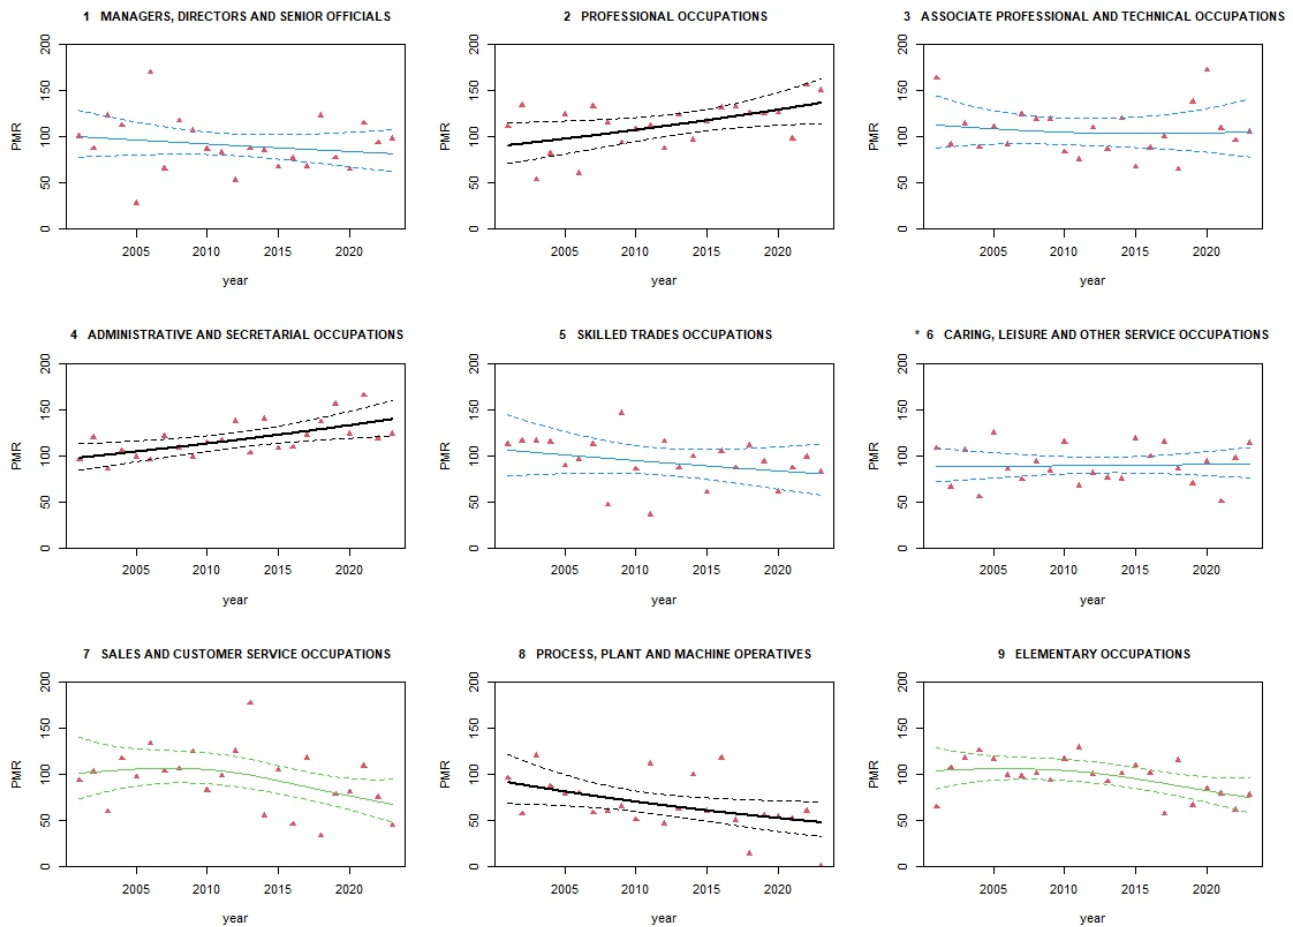 1 MANAGERS, DIRECTORS AND SENIOR OFFICIALS
200
150
100
50
0
PMR
2005 2010 2015 2020
year
2 PROFESSIONAL OCCUPATIONS
200
150
100
50
0
PMR
2005 2010 2015 2020
year
3 ASSOCIATE PROFESSIONAL AND TECHNICAL OCCUPATIONS
200
150
100
50
0
PMR
2005 2010 2015 2020
year
4 ADMINISTRATIVE AND SECRETARIAL OCCUPATIONS
200
150
100
50
0
PMR
2005 2010 2015 2020
year
5 SKILLED TRADES OCCUPATIONS
200
150
100
50
0
PMR
2005 2010 2015 2020
year
* 6 CARING, LEISURE AND OTHER SERVICE OCCUPATIONS
200
150
100
50
0
PMR
2005 2010 2015 2020
year
7 SALES AND CUSTOMER SERVICE OCCUPATIONS
200
150
100
50
0
PMR
2005 2010 2015 2020
year
8 PROCESS, PLANT AND MACHINE OPERATIVES
200
150
100
50
0
PMR
2005 2010 2015 2020
year
9 ELEMENTARY OCCUPATIONS
200
150
100
50
0
PMR
2005 2010 2015 2020
year